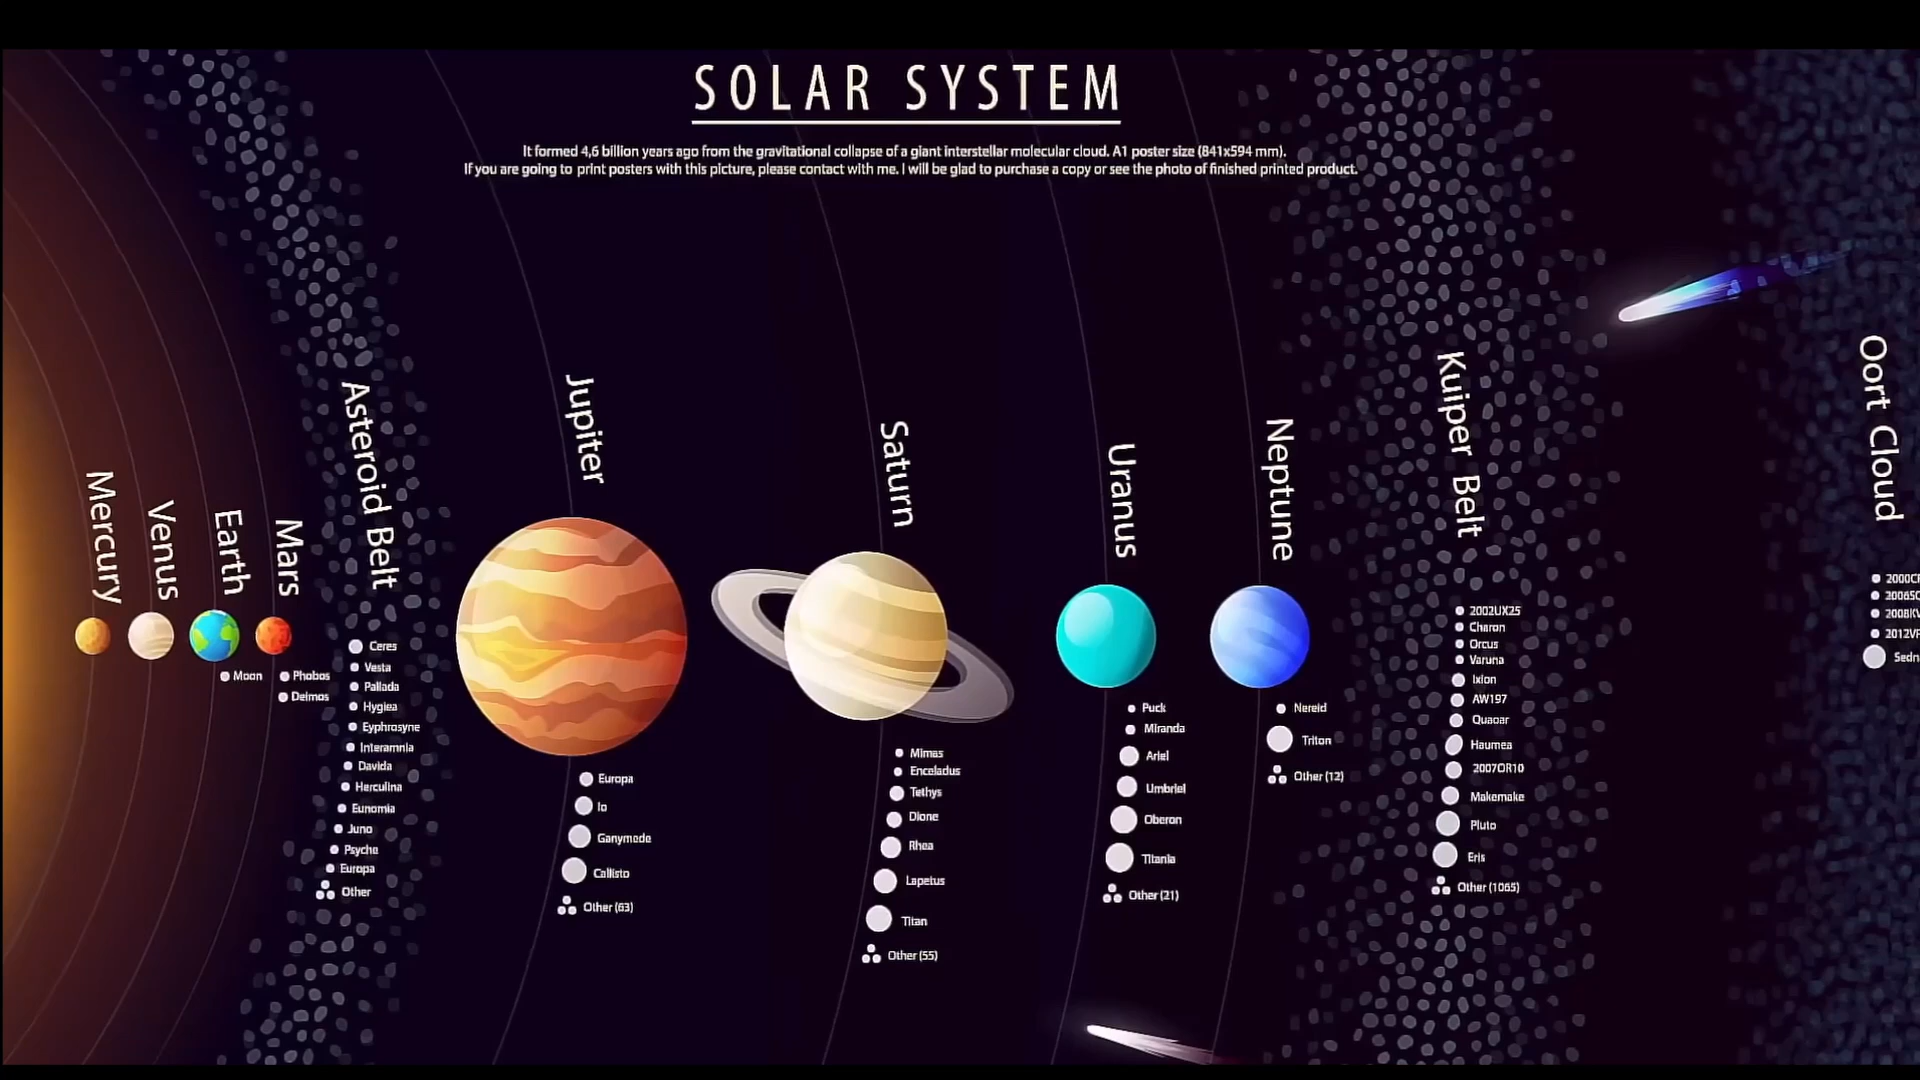 SOLAR SYSTEM
It formed 4,6 billion years ago from the gravitational collapse of a giant interstellar molecular cloud. A1 poster size (841x594 mm).
If you are going to print posters with this picture, please contact with me. I will be glad to purchase a copy or see the photo of finished printed product.
Mercury
Venus
Earth
Moon
Mars
Phobos
Deimos
Asteroid Belt
Ceres
Vesta
Pallada
Hygiea
Eyphrosyne
Interamnia
Davida
Herculina
Eunomia
Juno
Psyche
Europa
Other
Jupiter
Europa
Io
Ganymede
Callisto
Other (63)
Saturn
Mimas
Enceladus
Tethys
Dione
Rhea
Lapetus
Titan
Other (55)
Uranus
Puck
Miranda
Ariel
Umbriel
Oberon
Titania
Other (21)
Neptune
Nereid
Triton
Other (12)
Kuiper Belt
2002UX25
Charon
Orcus
Varuna
Ixion
AW197
Quaoar
Haumea
2007OR10
Makemake
Pluto
Eris
Other (1065)
Oort Cloud